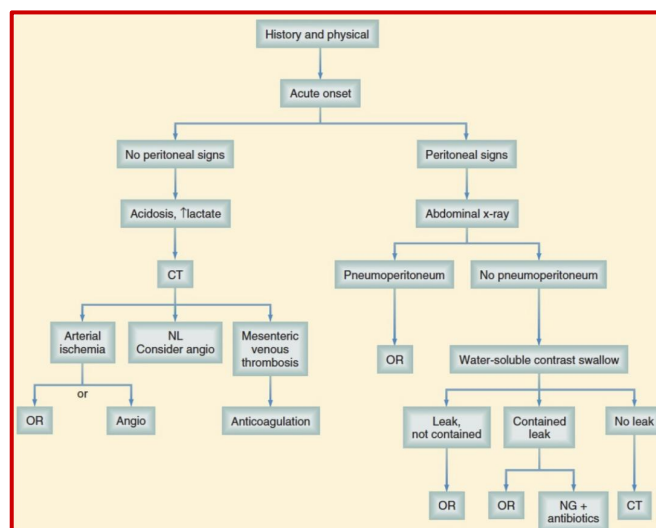 History and physical
Acute onset
No peritoneal signs
Peritoneal signs
Acidosis, ↑lactate
Abdominal x-ray
CT
Pneumoperitoneum
No pneumoperitoneum
Arterial
ischemia
NL
Consider angio
Mesenteric
venous
thrombosis
OR
Water-soluble contrast swallow
or
OR
Angio
Anticoagulation
Leak,
not contained
Contained
leak
No leak
OR
OR
NG +
antibiotics
CT